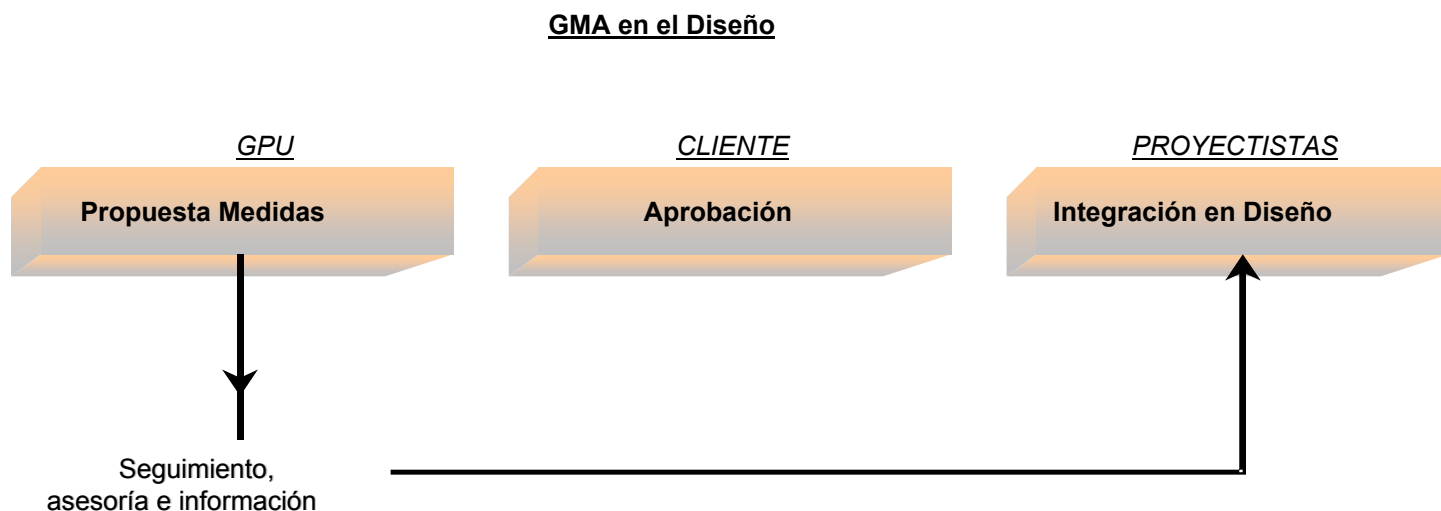 GMA en el Diseño
GPU
CLIENTE
PROYECTISTAS
Propuesta Medidas
Aprobación
Integración en Diseño
Seguimiento,
asesoría e información